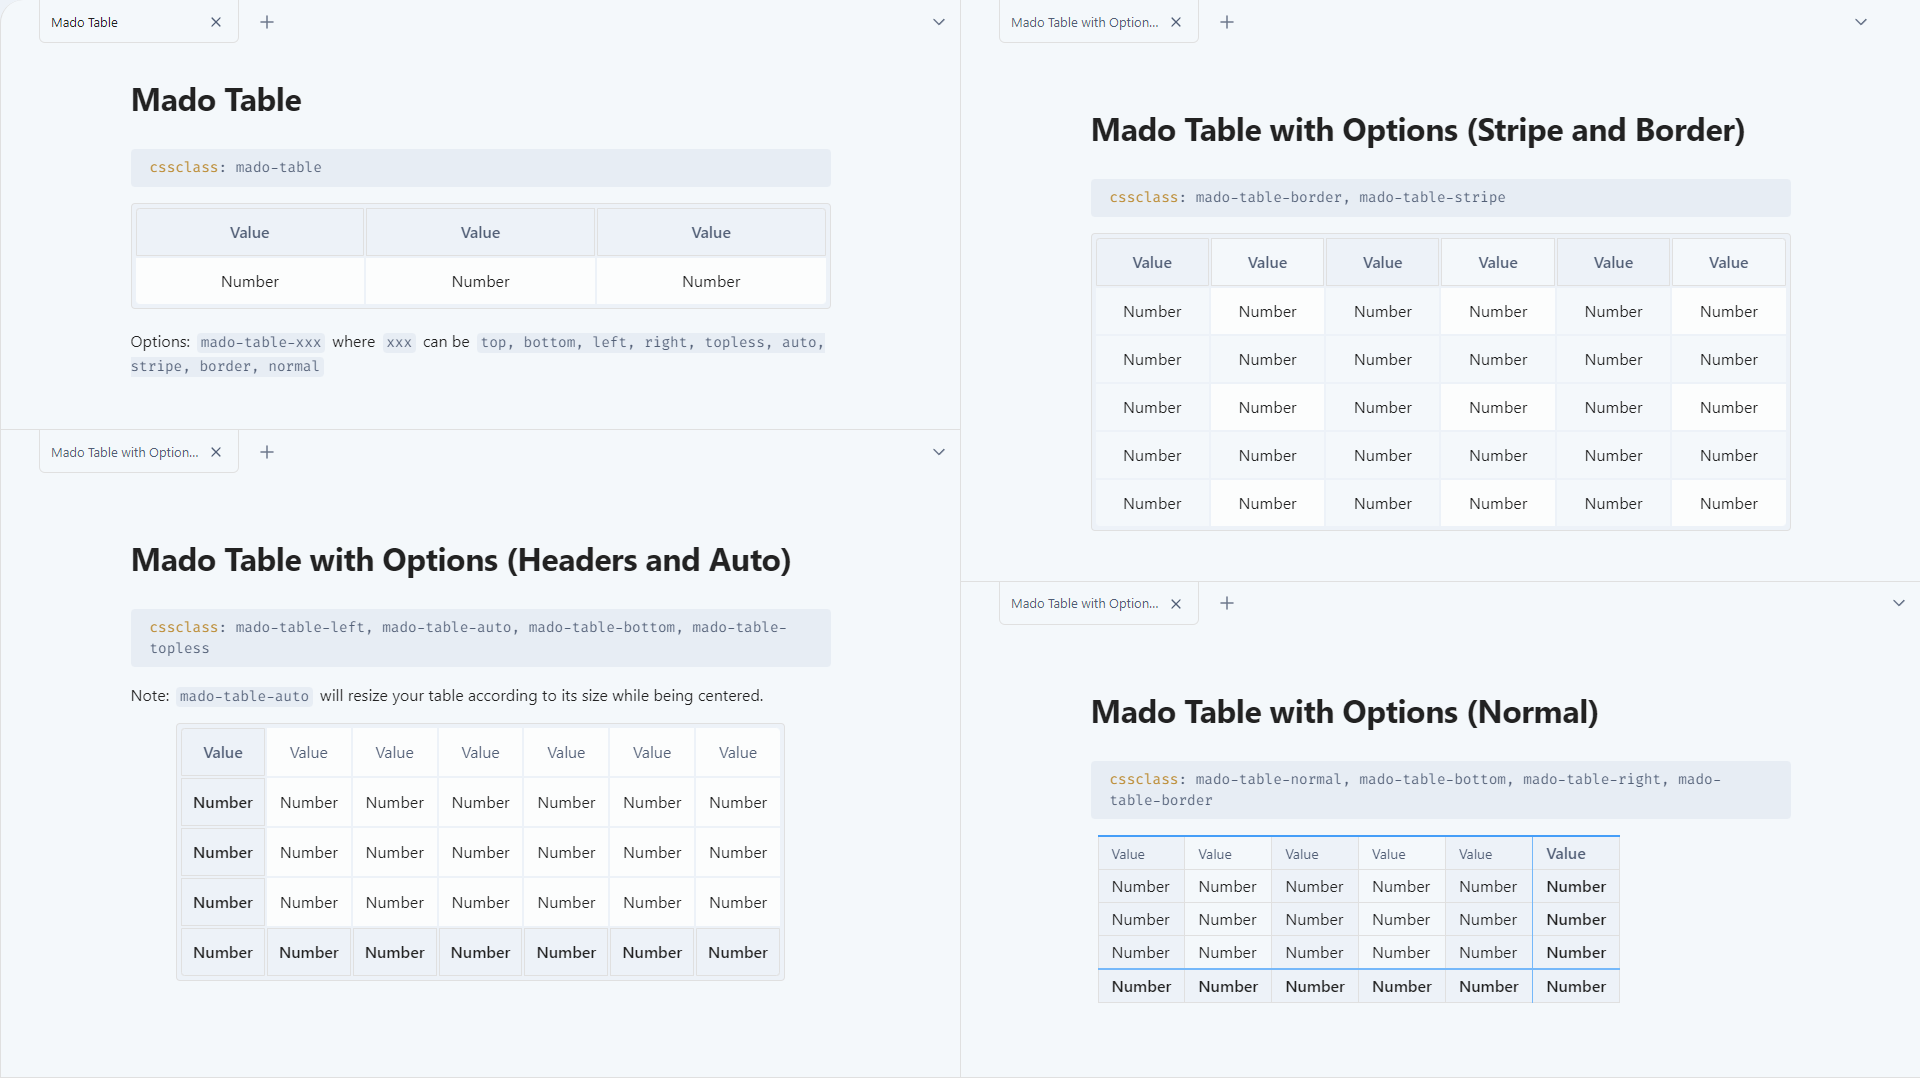 Mado Table
Mado Table
cssclass: mado-table
Value Value Value
Number Number Number
Options: mado-table-xxx where xxx can be top, bottom, left, right, topless, auto,
stripe, border, normal
Mado Table with Option...
Mado Table with Options (Headers and Auto)
cssclass: mado-table-left, mado-table-auto, mado-table-bottom, mado-table-
topless
Note: mado-table-auto will resize your table according to its size while being centered.
Value Value Value Value Value Value Value
Number Number Number Number Number Number Number
Number Number Number Number Number Number Number
Number Number Number Number Number Number Number
Number Number Number Number Number Number Number
Mado Table with Option...
Mado Table with Options (Stripe and Border)
cssclass: mado-table-border, mado-table-stripe
Value Value Value Value Value Value
Number Number Number Number Number Number
Number Number Number Number Number Number
Number Number Number Number Number Number
Number Number Number Number Number Number
Number Number Number Number Number Number
Mado Table with Option...
Mado Table with Options (Normal)
cssclass: mado-table-normal, mado-table-bottom, mado-table-right, mado-
table-border
Value Value Value Value Value Value
Number Number Number Number Number Number
Number Number Number Number Number Number
Number Number Number Number Number Number
Number Number Number Number Number Number